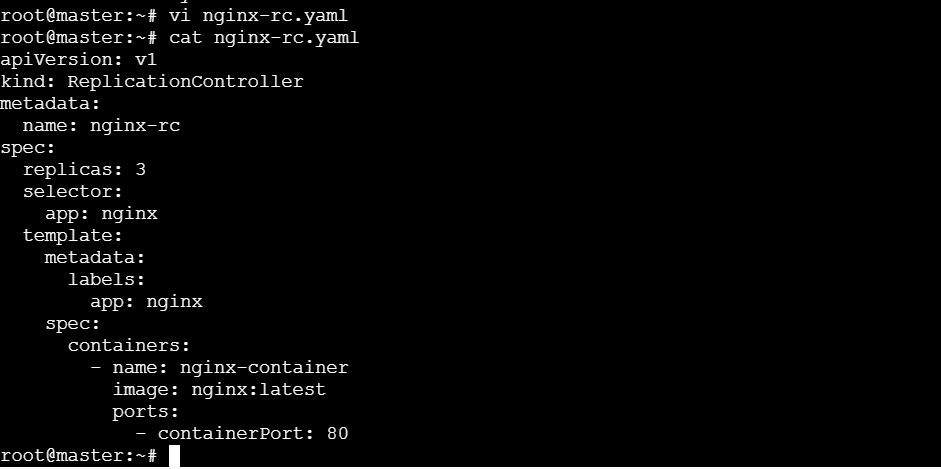 root@master:~# vi nginx-rc.yaml
root@master:~# cat nginx-rc.yaml
apiVersion: v1
kind: ReplicationController
metadata:
  name: nginx-rc
spec:
  replicas: 3
  selector:
    app: nginx
  template:
    metadata:
      labels:
        app: nginx
    spec:
      containers:
        - name: nginx-container
          image: nginx:latest
          ports:
            - containerPort: 80
root@master:~#